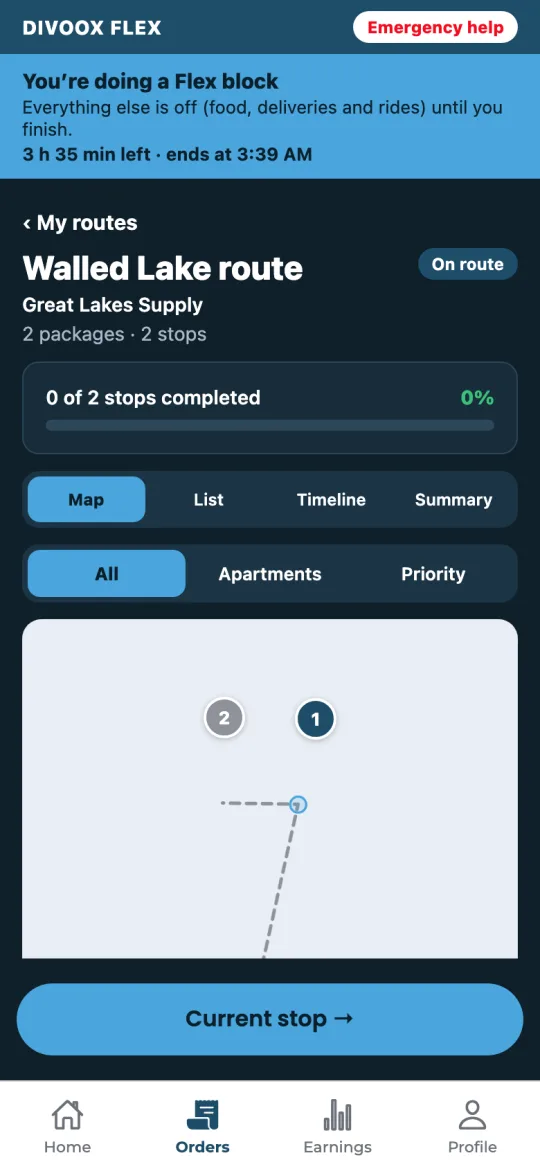 DIVOOX FLEX
Emergency help
You’re doing a Flex block
Everything else is off (food, deliveries and rides) until you
finish.
3 h 35 min left · ends at 3:39 AM
‹ My routes
Walled Lake route
On route
Great Lakes Supply
2 packages · 2 stops
0 of 2 stops completed
0%
Map
List
Timeline
Summary
All
Apartments
Priority
2
1
Current stop →
Home
Orders
Earnings
Profile